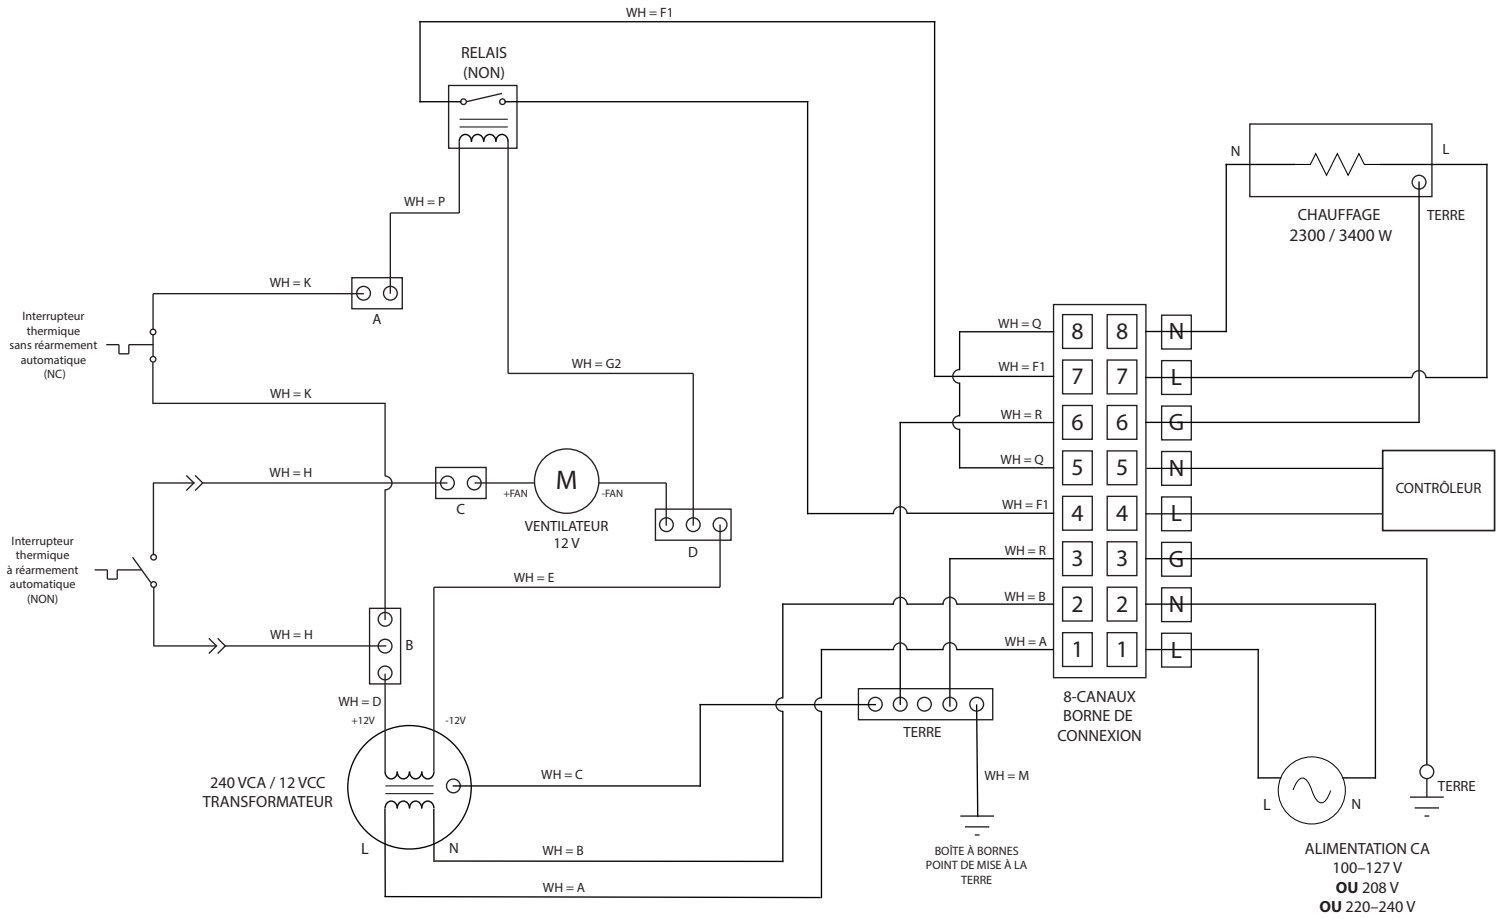 WH = F1
RELAIS
(NON)
WH = P
WH = K
A
Interrupteur
thermique
sans réarmement
automatique
(NC)
WH = K
WH = G2
WH = H
C
+FAN
M
-FAN
VENTILATEUR
12 V
D
Interrupteur
thermique
à réarmement
automatique
(NON)
WH = E
WH = H
B
WH = D
+12V
-12V
240 VCA / 12 VCC
TRANSFORMATEUR
L
N
WH = C
WH = B
WH = A
N
L
CHAUFFAGE
2300 / 3400 W
TERRE
WH = Q
8 8 N
WH = F1
7 7 L
WH = R
6 6 G
WH = Q
5 5 N
WH = F1
4 4 L
WH = R
3 3 G
WH = B
2 2 N
WH = A
1 1 L
CONTRÔLEUR
8-CANAUX
BORNE DE
CONNEXION
TERRE
WH = M
BOÎTE À BORNES
POINT DE MISE À LA
TERRE
L
N
TERRE
ALIMENTATION CA
100–127 V
OU 208 V
OU 220–240 V